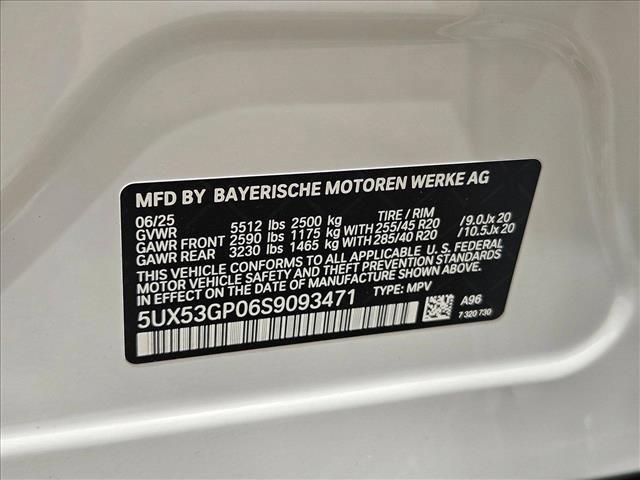 MFD BY BAYERISCHE MOTOREN WERKE AG
06/25 TIRE / RIM
GVWR 5512 lbs 2500 kg
GAWR FRONT 2590 lbs 1175 kg WITH 255/45 R20 /9.0Jx 20
GAWR REAR 3230 lbs 1465 kg WITH 285/40 R20 /10.5Jx 20
THIS VEHICLE CONFORMS TO ALL APPLICABLE U. S. FEDERAL
MOTOR VEHICLE SAFETY, BUMPER, AND THEFT
PREVENTION STANDARDS IN EFFECT ON THE DATE OF
MANUFACTURE SHOWN ABOVE.
5UX53GP06S9093471 TYPE: MPV
A96
7 320 730